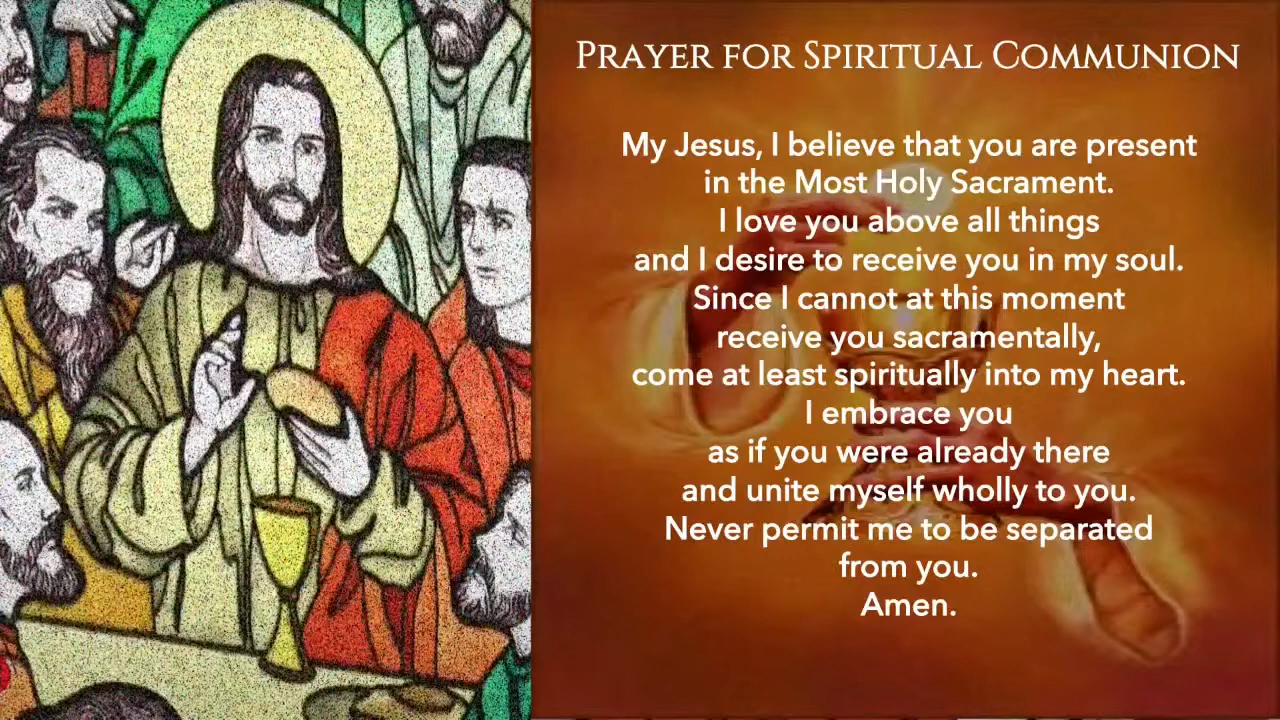 Prayer for Spiritual Communion
My Jesus, I believe that you are present
in the Most Holy Sacrament.
I love you above all things
and I desire to receive you in my soul.
Since I cannot at this moment
receive you sacramentally,
come at least spiritually into my heart.
I embrace you
as if you were already there
and unite myself wholly to you.
Never permit me to be separated
from you.
Amen.